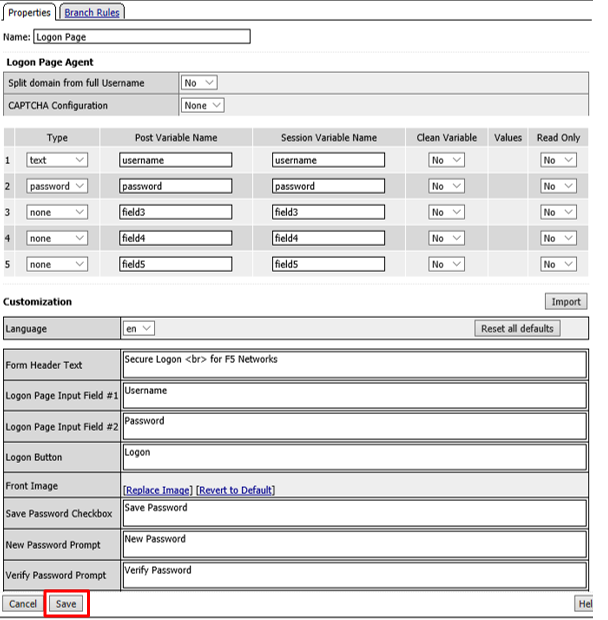 Properties Branch Rules
Name: Logon Page
Logon Page Agent
Split domain from full Username No
CAPTCHA Configuration None
Type Post Variable Name Session Variable Name Clean Variable Values Read Only
1 text username username No No
2 password password password No No
3 none field3 field3 No No
4 none field4 field4 No No
5 none field5 field5 No No
Customization Import
Language en Reset all defaults
Form Header Text Secure Logon <br> for F5 Networks
Logon Page Input Field #1 Username
Logon Page Input Field #2 Password
Logon Button Logon
Front Image [Replace Image] [Revert to Default]
Save Password Checkbox Save Password
New Password Prompt New Password
Verify Password Prompt Verify Password
Cancel Save Hel